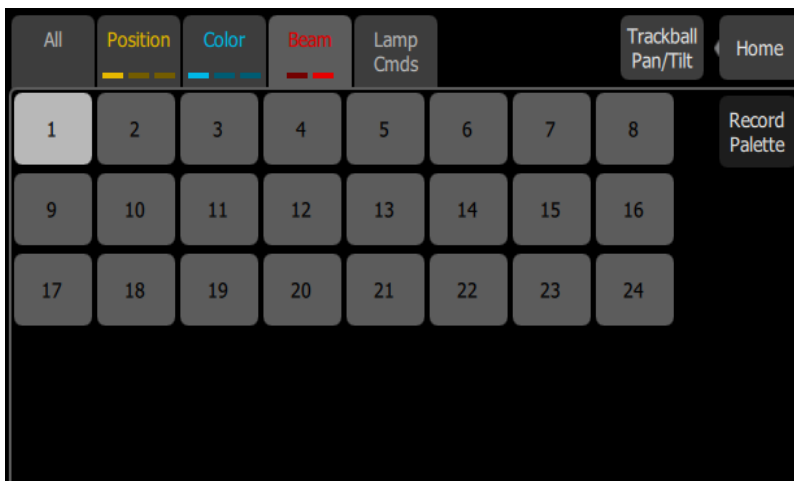 All
Position
Color
Beam
Lamp
Cmds
Trackball
Pan/Tilt
Home
1
2
3
4
5
6
7
8
Record
Palette
9
10
11
12
13
14
15
16
17
18
19
20
21
22
23
24